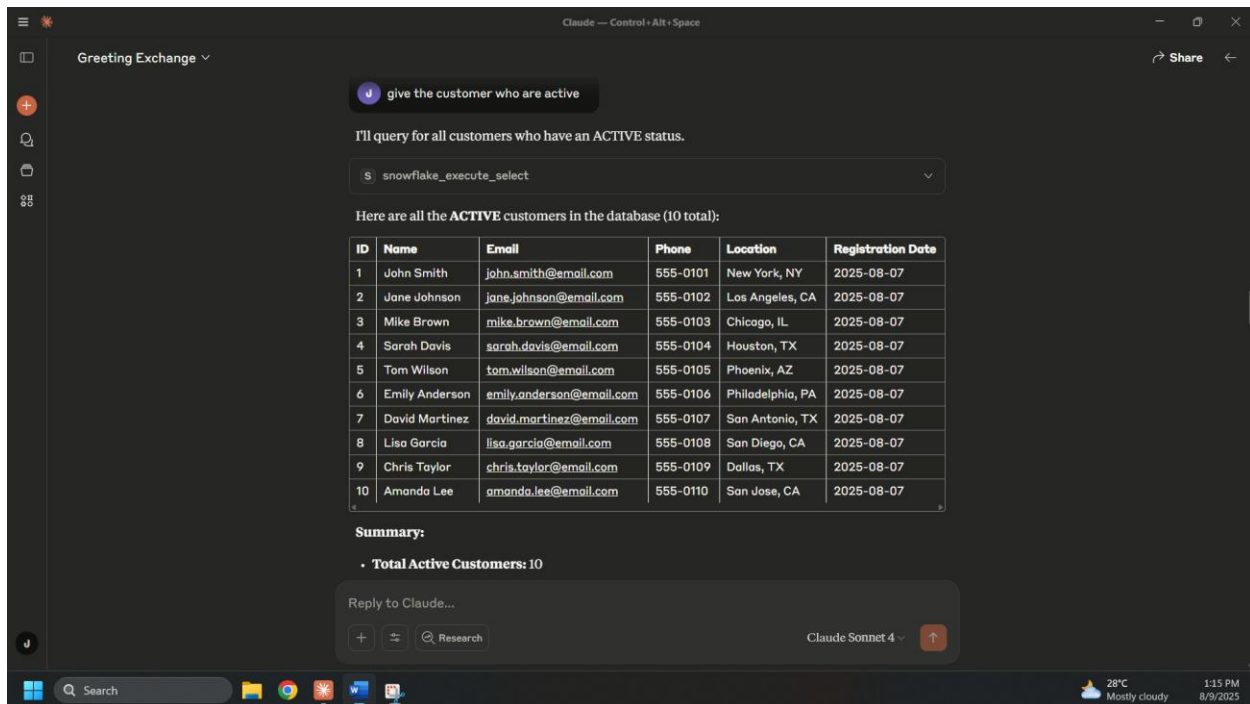 Claude — Control+Alt+Space
Greeting Exchange
Share
J give the customer who are active
I'll query for all customers who have an ACTIVE status.
S snowflake_execute_select
Here are all the ACTIVE customers in the database (10 total):
ID Name Email Phone Location Registration Date
1 John Smith john.smith@email.com 555-0101 New York, NY 2025-08-07
2 Jane Johnson jane.johnson@email.com 555-0102 Los Angeles, CA 2025-08-07
3 Mike Brown mike.brown@email.com 555-0103 Chicago, IL 2025-08-07
4 Sarah Davis sarah.davis@email.com 555-0104 Houston, TX 2025-08-07
5 Tom Wilson tom.wilson@email.com 555-0105 Phoenix, AZ 2025-08-07
6 Emily Anderson emily.anderson@email.com 555-0106 Philadelphia, PA 2025-08-07
7 David Martinez david.martinez@email.com 555-0107 San Antonio, TX 2025-08-07
8 Lisa Garcia lisa.garcia@email.com 555-0108 San Diego, CA 2025-08-07
9 Chris Taylor chris.taylor@email.com 555-0109 Dallas, TX 2025-08-07
10 Amanda Lee amanda.lee@email.com 555-0110 San Jose, CA 2025-08-07
Summary:
• Total Active Customers: 10
Reply to Claude...
Research
Claude Sonnet 4
J
Search
W
28°C
Mostly cloudy
1:15 PM
8/9/2025